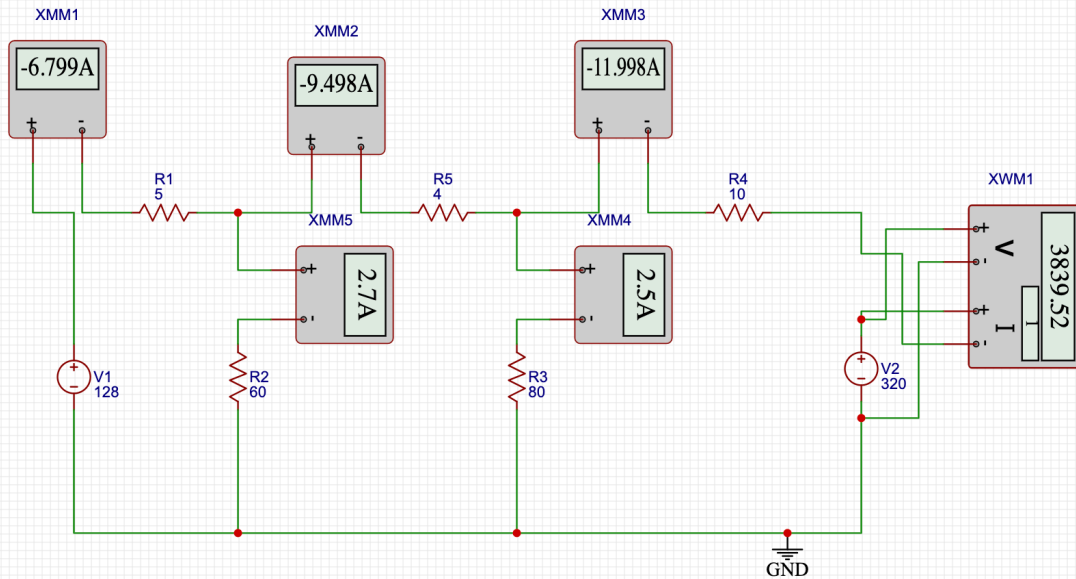 XMM1
-6.799A
+ -
XMM2
-9.498A
+ -
XMM3
-11.998A
+ -
R1
5
R5
4
R4
10
XWM1
XMM5
+
-
2.7A
XMM4
+
-
2.5A
+
V
-
+
I
-
3839.52
1
+
-
V1
128
R2
60
R3
80
+
-
V2
320
GND